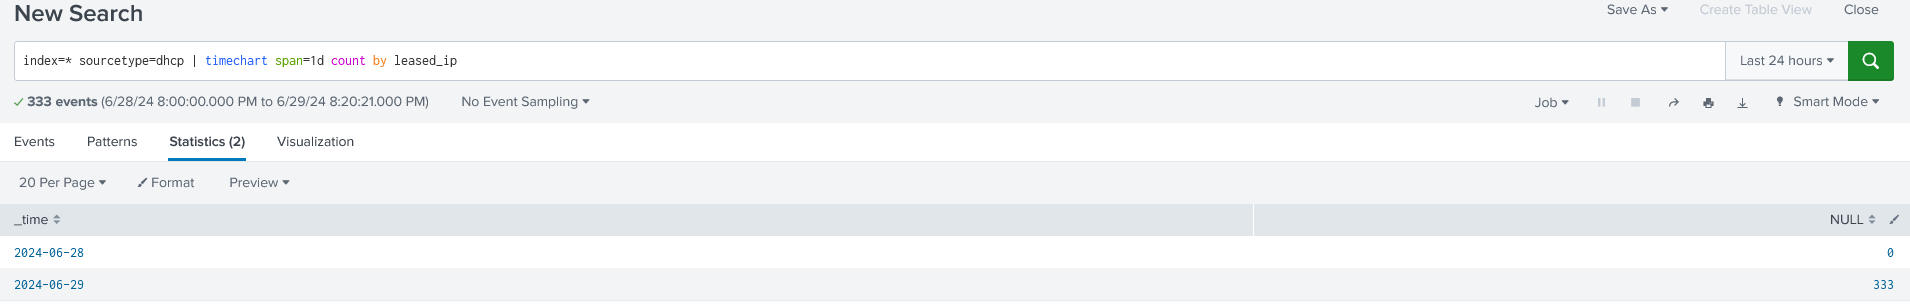 New Search
Save As Create Table View Close
index=* sourcetype=dhcp | timechart span=1d count by leased_ip
Last 24 hours
333 events (6/28/24 8:00:00.000 PM to 6/29/24 8:20:21.000 PM) No Event Sampling
Job Smart Mode
Events Patterns Statistics (2) Visualization
20 Per Page Format Preview
_time NULL
2024-06-28 0
2024-06-29 333